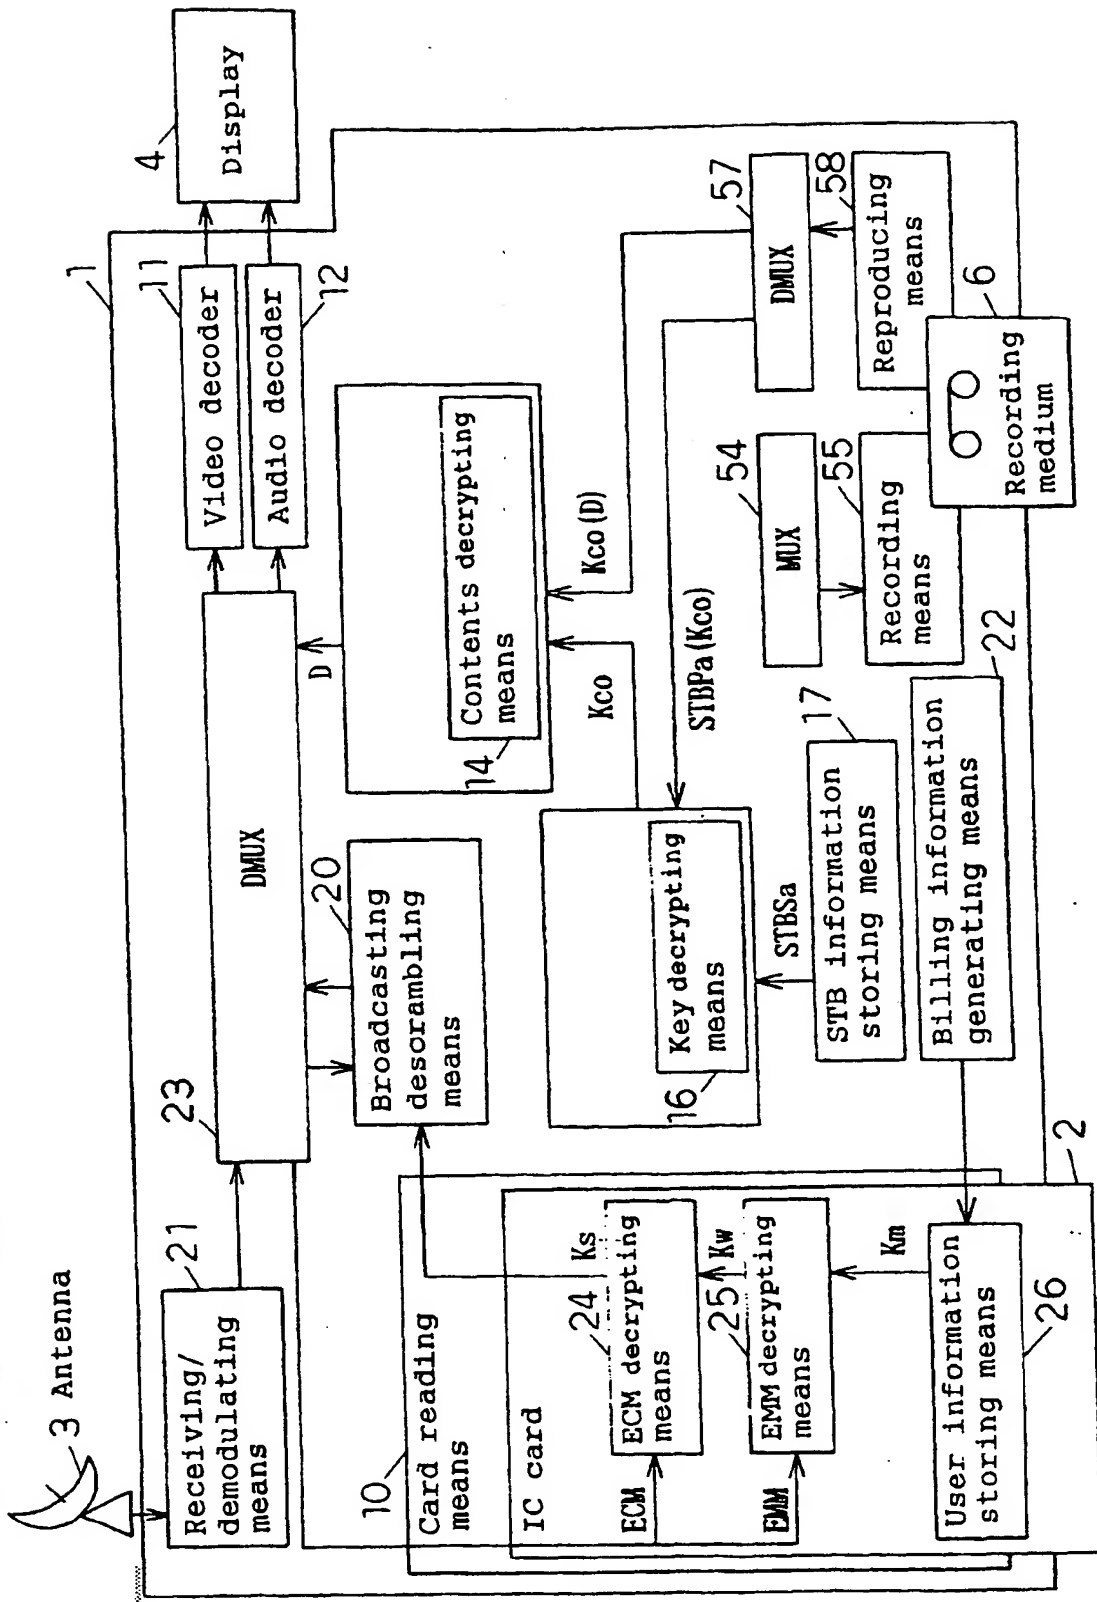 3 Antenna
21
Receiving/
demodulating
means
23
DMUX
1
11
Video decoder
Audio decoder
12
4
Display
20
Broadcasting
desorambling
means
D
Contents decrypting
means
14
Kco
Kco(D)
STBPa(Kco)
Key decrypting
means
16
STBSa
17
STB information
storing means
Billing information
generating means
22
57
DMUX
58
Reproducing
means
54
MUX
55
Recording
means
6
Recording
medium
10
Card reading
means
IC card
ECM
Ks
24
ECM decrypting
means
EMM
Kw
25
EMM decrypting
means
Km
User information
storing means
26
2